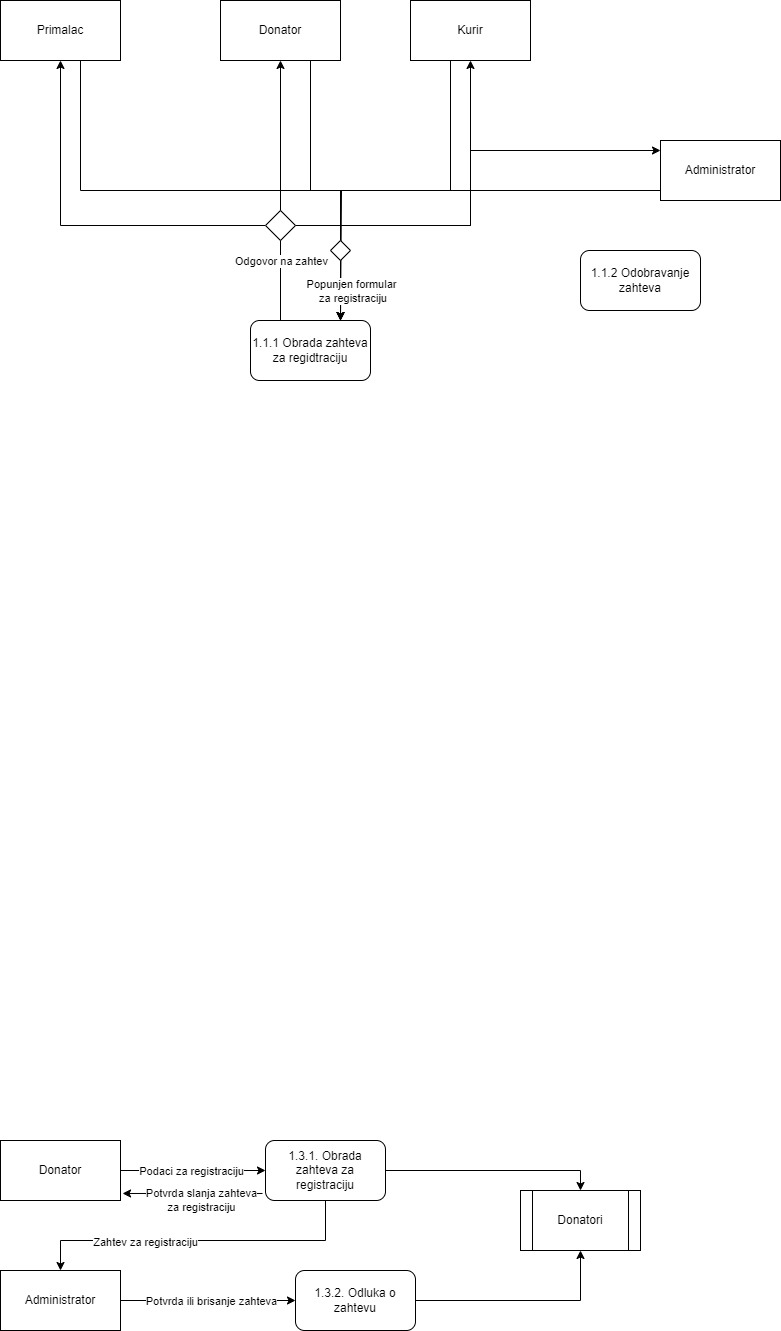 Primalac
Donator
Kurir
Administrator
Odgovor na zahtev
Popunjen formular
za registraciju
1.1.2 Odobravanje
zahteva
1.1.1 Obrada zahteva
za regidtraciju
Donator
Podaci za registraciju
1.3.1. Obrada
zahteva za
registraciju
Potvrda slanja zahteva
za registraciju
Donatori
Zahtev za registraciju
Administrator
Potvrda ili brisanje zahteva
1.3.2. Odluka o
zahtevu